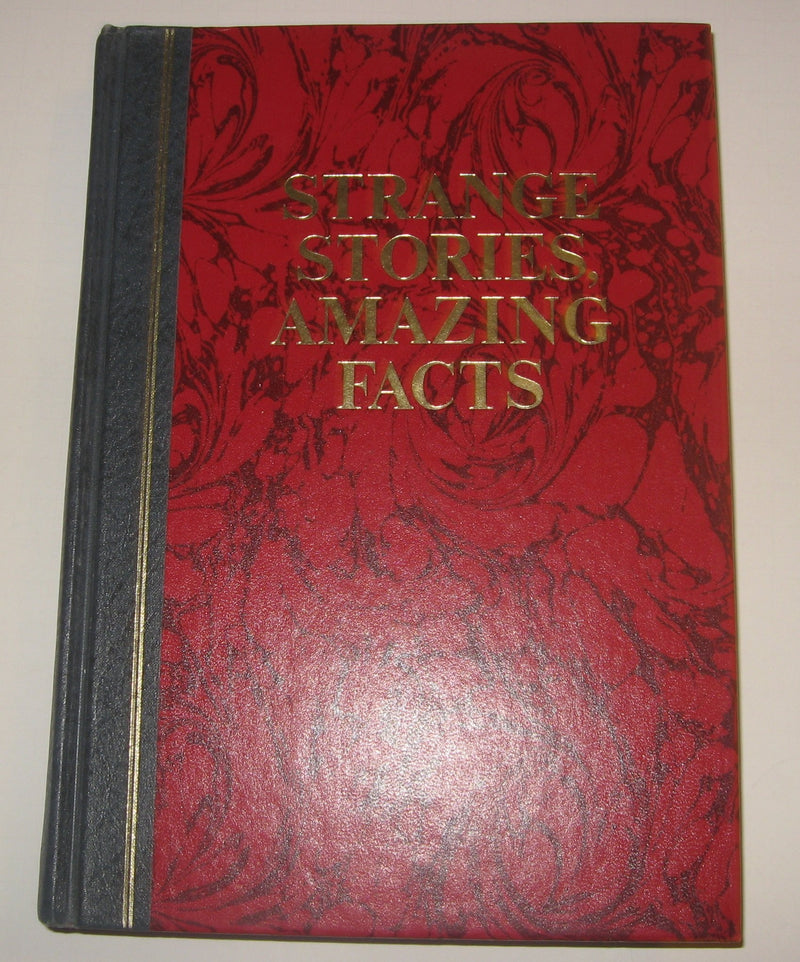 STRANGE
STORIES,
AMAZING
FACTS